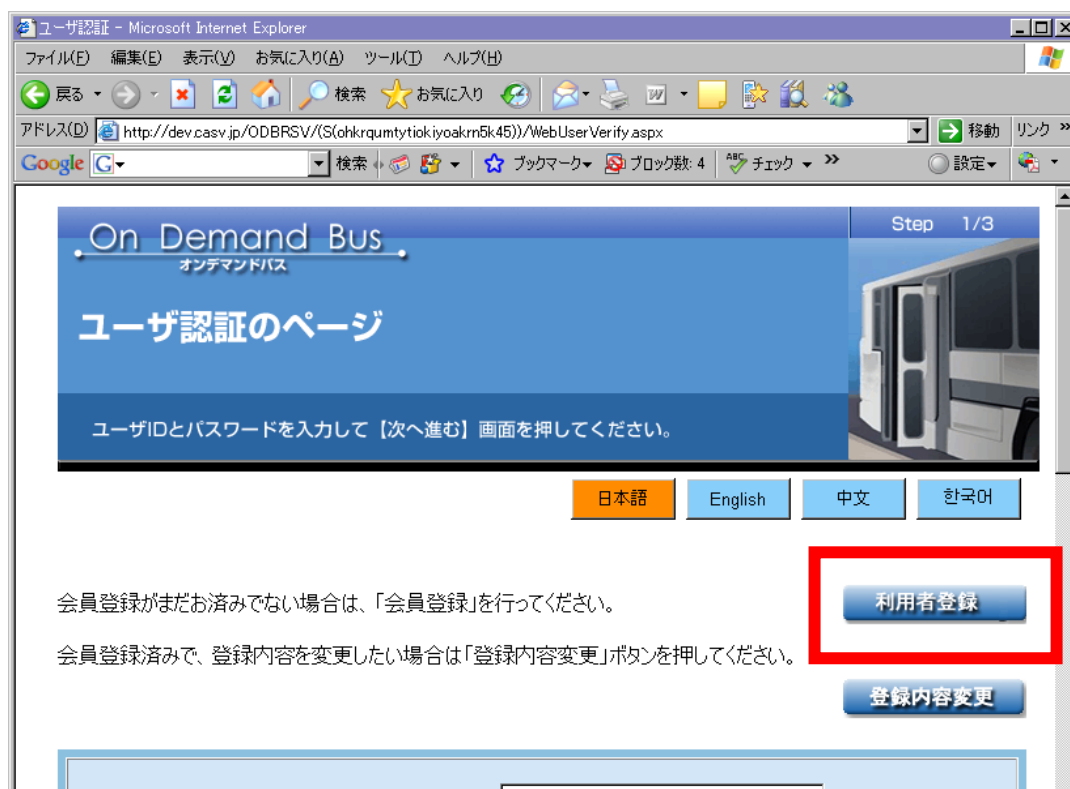 ユーザ認証 - Microsoft Internet Explorer
ファイル(F) 編集(E) 表示(V) お気に入り(A) ツール(T) ヘルプ(H)
戻る 検索 お気に入り
アドレス(D) http://dev.casv.jp/ODBRSV/(S(ohkrqumtytiokiyoakrn5k45))/WebUserVerify.aspx 移動 リンク »
Google G 検索 ブックマーク ブロック数: 4 ABC チェック » 設定
On Demand Bus
オンデマンドバス
Step 1/3
ユーザ認証のページ
ユーザIDとパスワードを入力して【次へ進む】画面を押してください。
日本語 English 中文 한국어
会員登録がまだお済みでない場合は、「会員登録」を行ってください。
利用者登録
会員登録済みで、登録内容を変更したい場合は「登録内容変更」ボタンを押してください。
登録内容変更